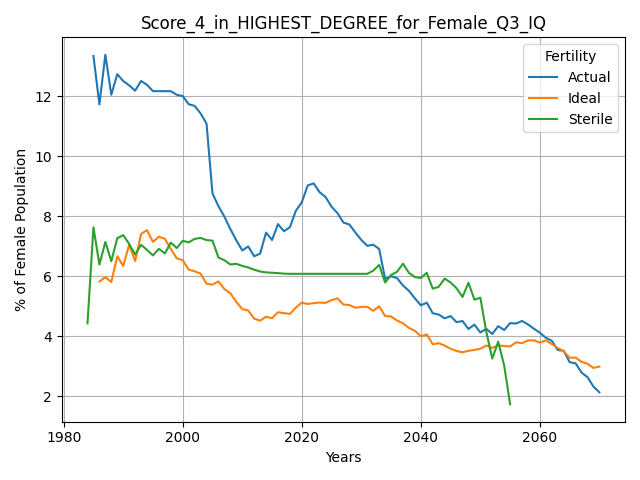 Score_4_in_HIGHEST_DEGREE_for_Female_Q3_IQ
Fertility
Actual
Ideal
Sterile
% of Female Population
12
10
8
6
4
2
1980
2000
2020
2040
2060
Years